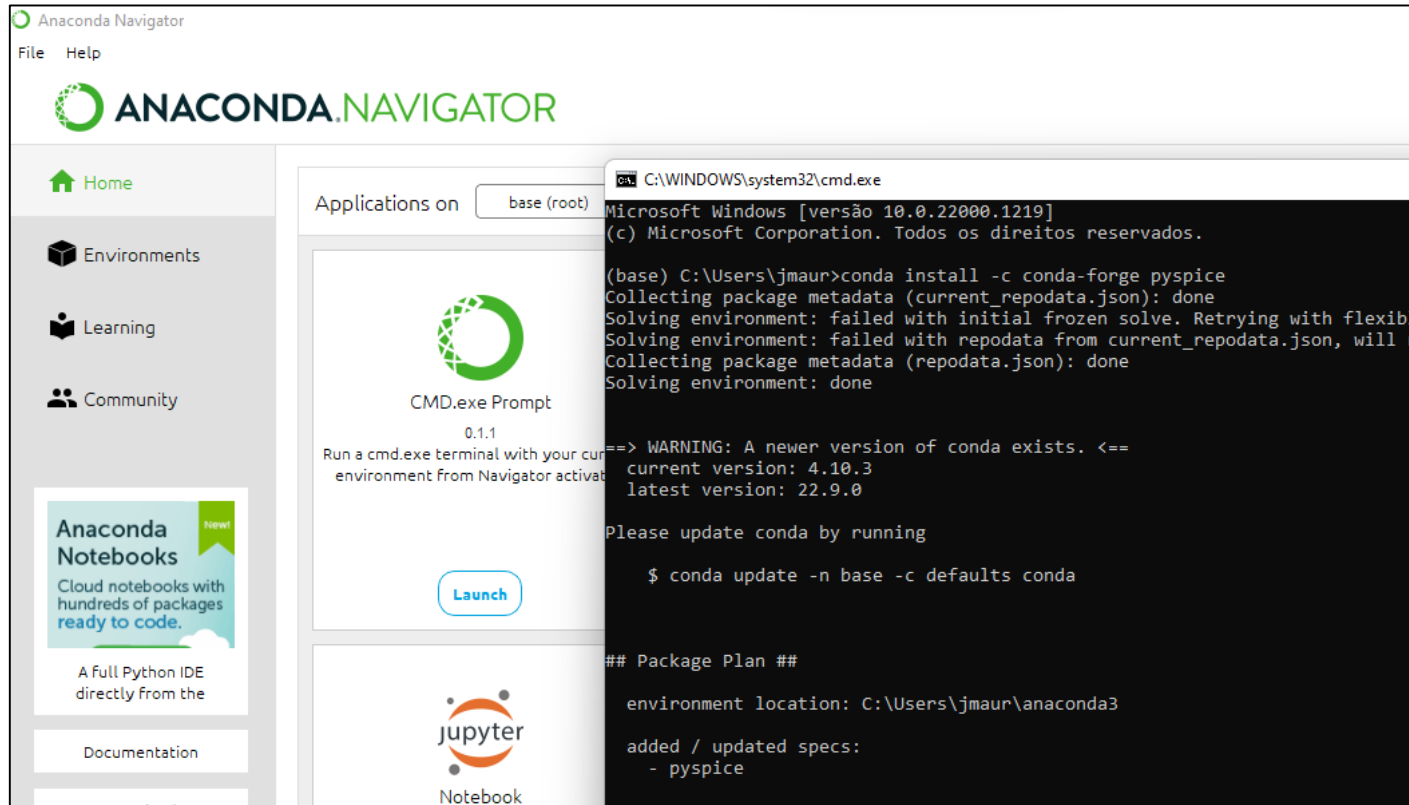 Anaconda Navigator
File Help
ANACONDA.NAVIGATOR
Home
Environments
Learning
Community
Anaconda
Notebooks
New!
Cloud notebooks with
hundreds of packages
ready to code.
A full Python IDE
directly from the
Documentation
Applications on base (root)
CMD.exe Prompt
0.1.1
Run a cmd.exe terminal with your cur
environment from Navigator activat
Launch
jupyter
Notebook
C:\WINDOWS\system32\cmd.exe
Microsoft Windows [versão 10.0.22000.1219]
(c) Microsoft Corporation. Todos os direitos reservados.
(base) C:\Users\jmaur>conda install -c conda-forge pyspice
Collecting package metadata (current_repodata.json): done
Solving environment: failed with initial frozen solve. Retrying with flexib
Solving environment: failed with repodata from current_repodata.json, will
Collecting package metadata (repodata.json): done
Solving environment: done
==> WARNING: A newer version of conda exists. <==
current version: 4.10.3
latest version: 22.9.0
Please update conda by running
$ conda update -n base -c defaults conda
## Package Plan ##
environment location: C:\Users\jmaur\anaconda3
added / updated specs:
- pyspice